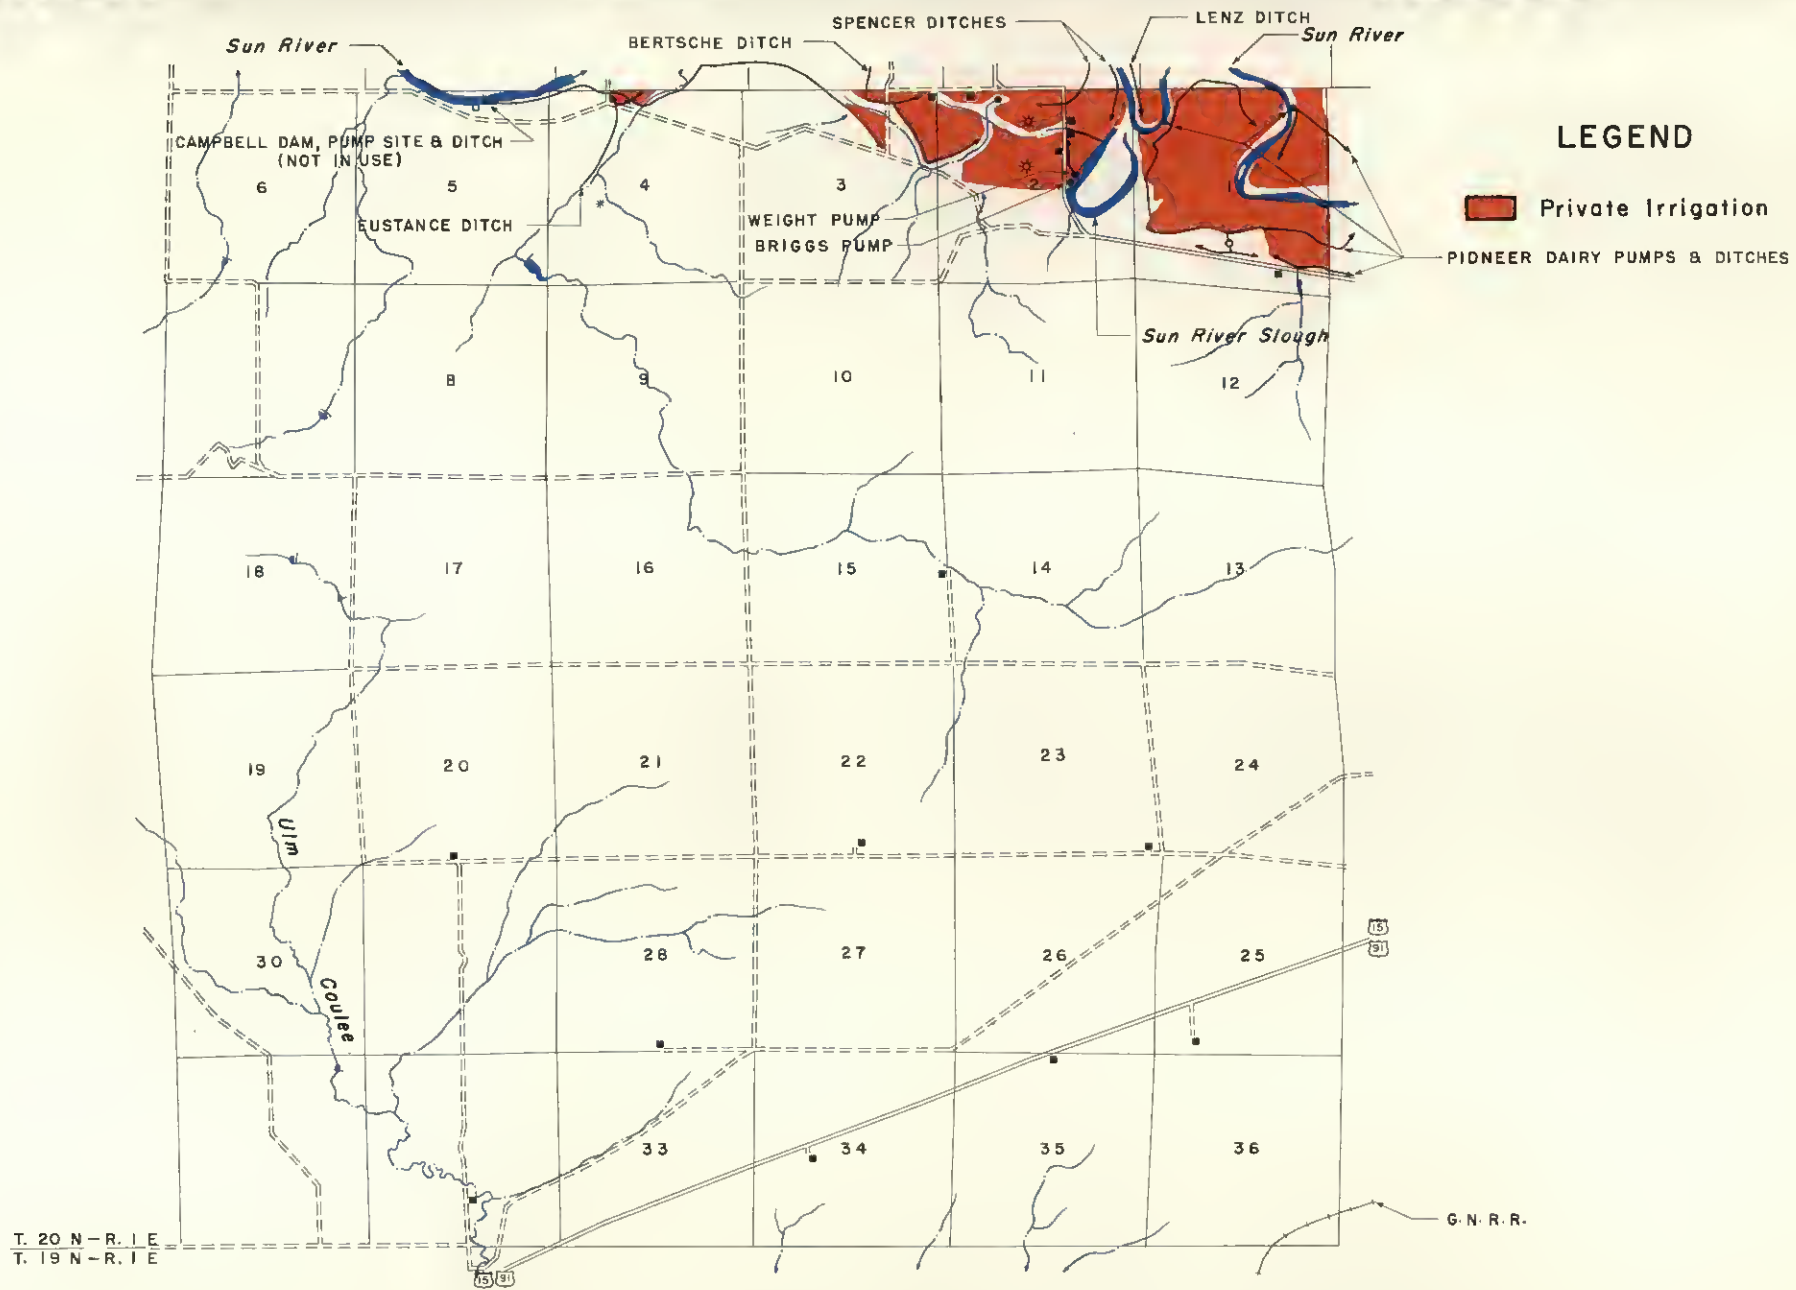 SPENCER DITCHES
LENZ DITCH
Sun River
BERTSCHE DITCH
Sun River
CAMPBELL DAM, PUMP SITE & DITCH
(NOT IN USE)
LEGEND
Private Irrigation
6
5
4
3
2
1
EUSTANCE DITCH
WEIGHT PUMP
BRIGGS PUMP
PIONEER DAIRY PUMPS & DITCHES
Sun River Slough
8
9
10
11
12
18
17
16
15
14
13
19
20
21
22
23
24
Ulm
Coulee
30
28
27
26
25
15
91
33
34
35
36
G.N.R.R.
T. 20 N-R. 1 E
T. 19 N-R. 1 E
15 91